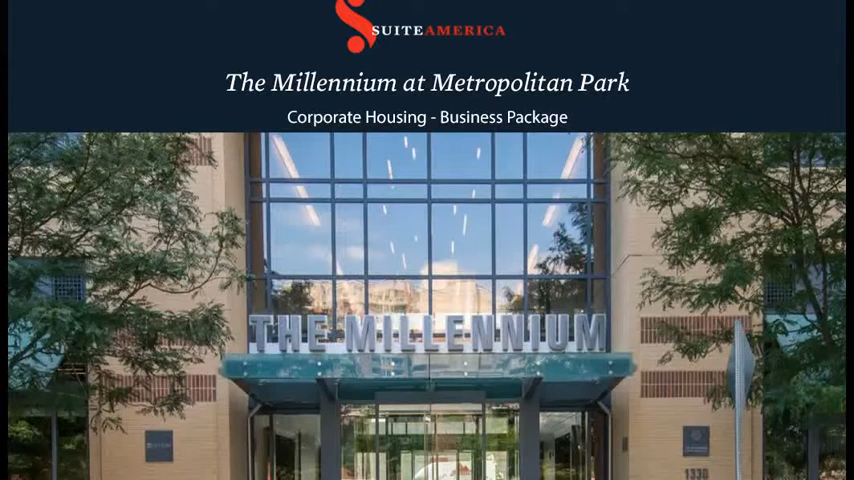 SUITEAMERICA
The Millennium at Metropolitan Park
Corporate Housing - Business Package
THE MILLENNIUM
1330